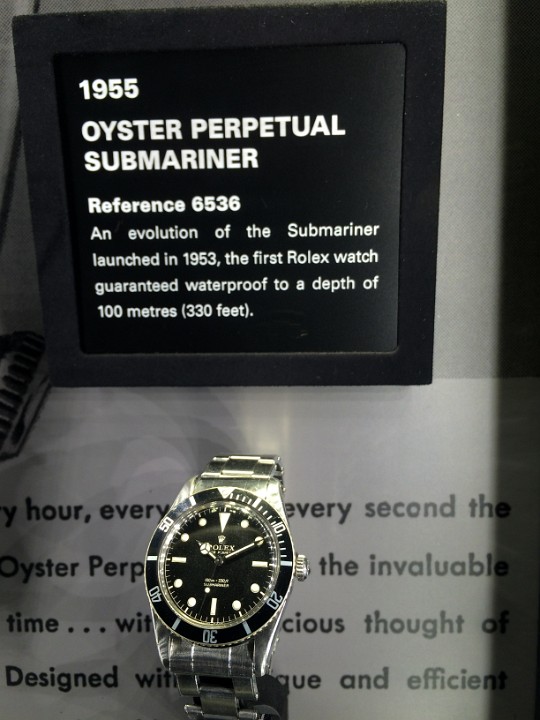 1955
OYSTER PERPETUAL
SUBMARINER
Reference 6536
An evolution of the Submariner
launched in 1953, the first Rolex watch
guaranteed waterproof to a depth of
100 metres (330 feet).
y hour, every second the
Oyster Perp the invaluable
time . . . wit cious thought of
Designed wit que and efficient
50
10
ROLEX
SUBMARINER
40
20
30